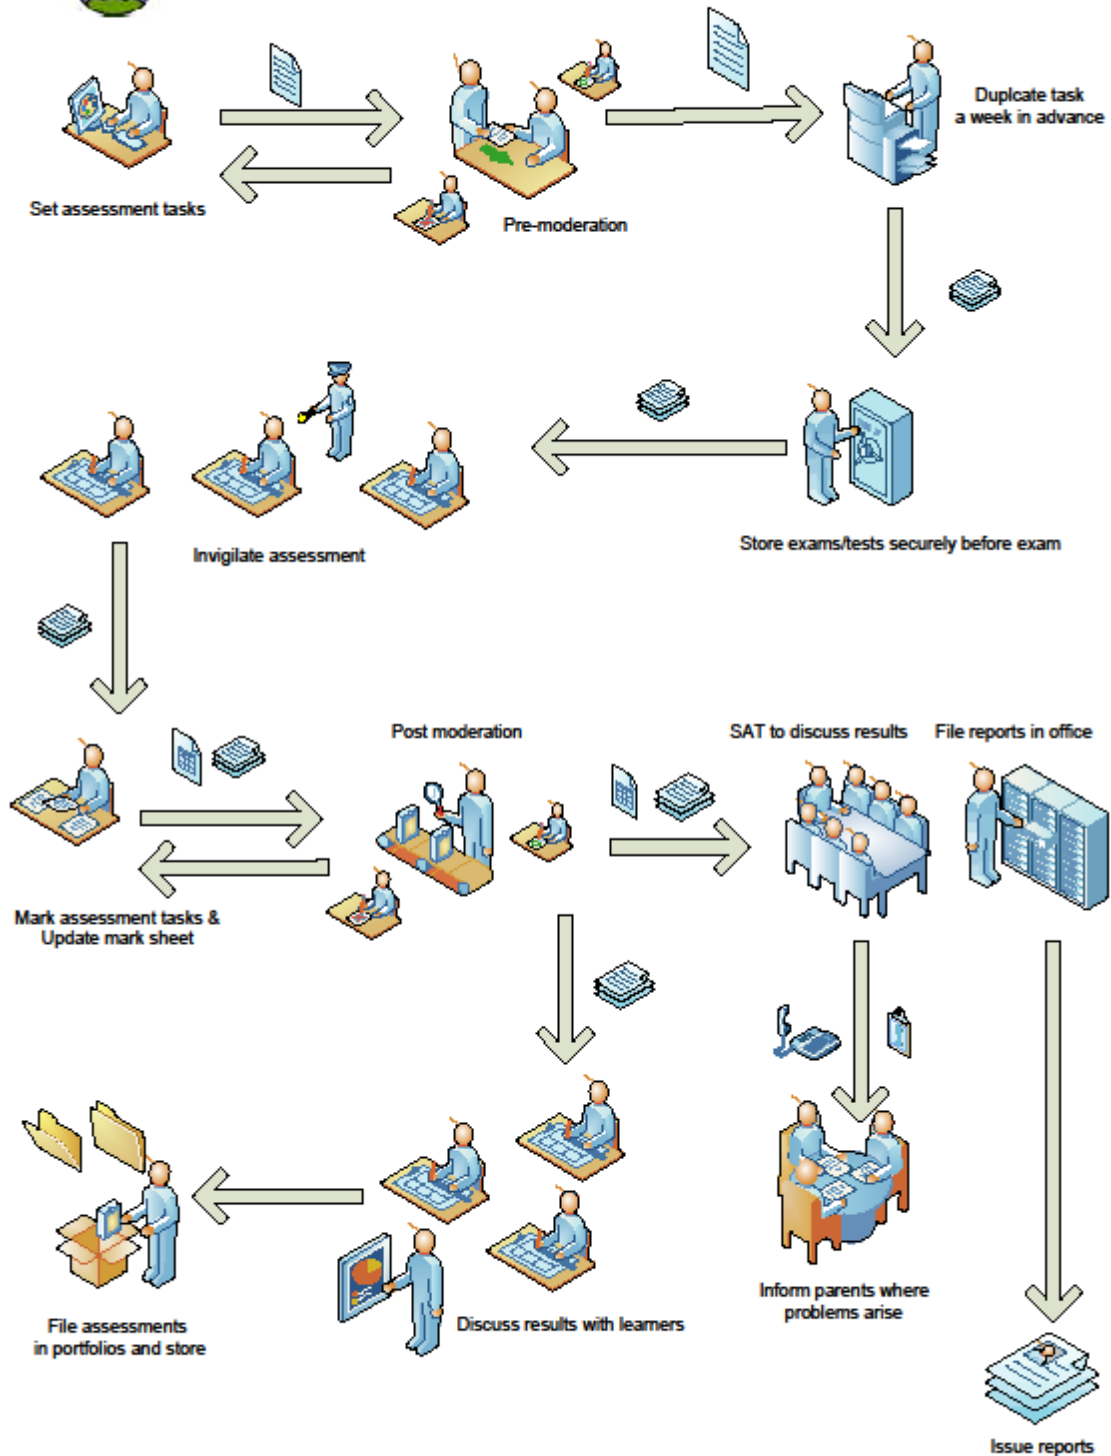 Duplcate task
a week in advance
Set assessment tasks
Pre-moderation
Store exams/tests securely before exam
Invigilate assessment
Post moderation
SAT to discuss results
File reports in office
Mark assessment tasks &
Update mark sheet
Inform parents where
problems arise
File assessments
in portfolios and store
Discuss results with learners
Issue reports